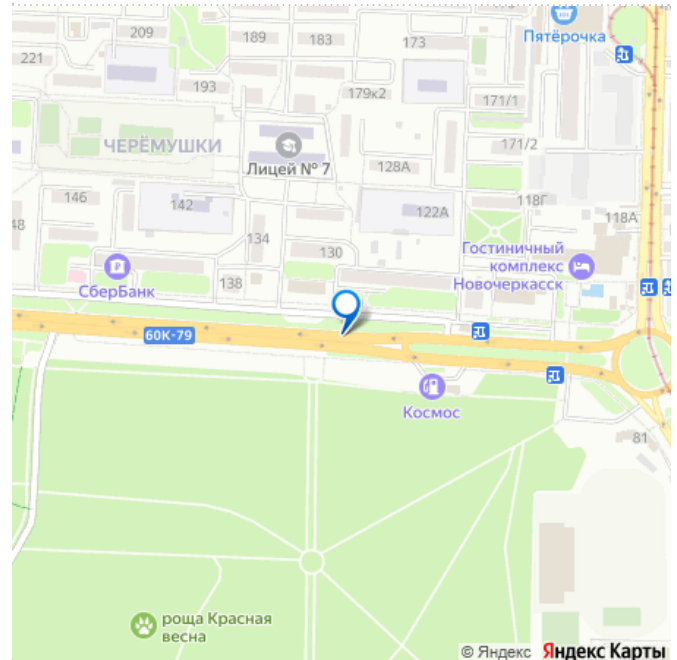 209
189
183
173
Пятёрочка
221
193
179к2
171/1
ЧЕРЁМУШКИ
Лицей № 7
171/2
128А
146
142
122А
118Г
118А
48
134
130
Гостиничный
комплекс
Новочеркасск
138
СберБанк
60К-79
Космос
81
роща Красная
весна
© Яндекс Яндекс Карты